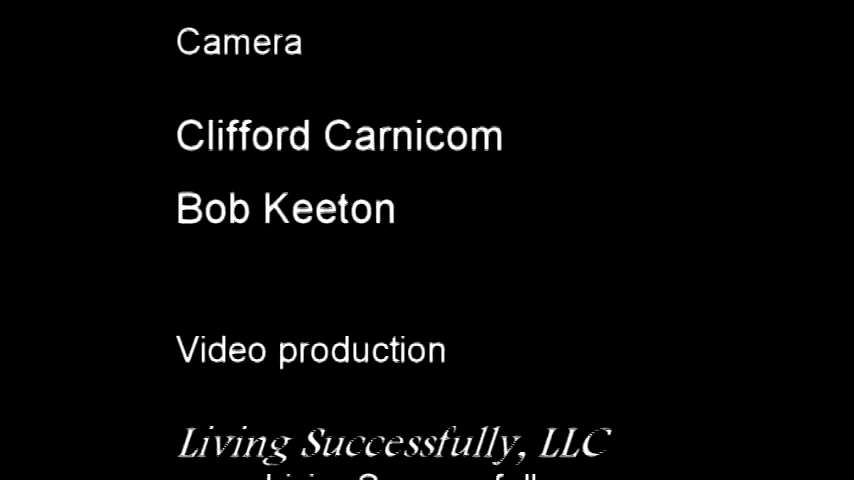 Camera
Clifford Carnicom
Bob Keeton
Video production
Living Successfully, LLC